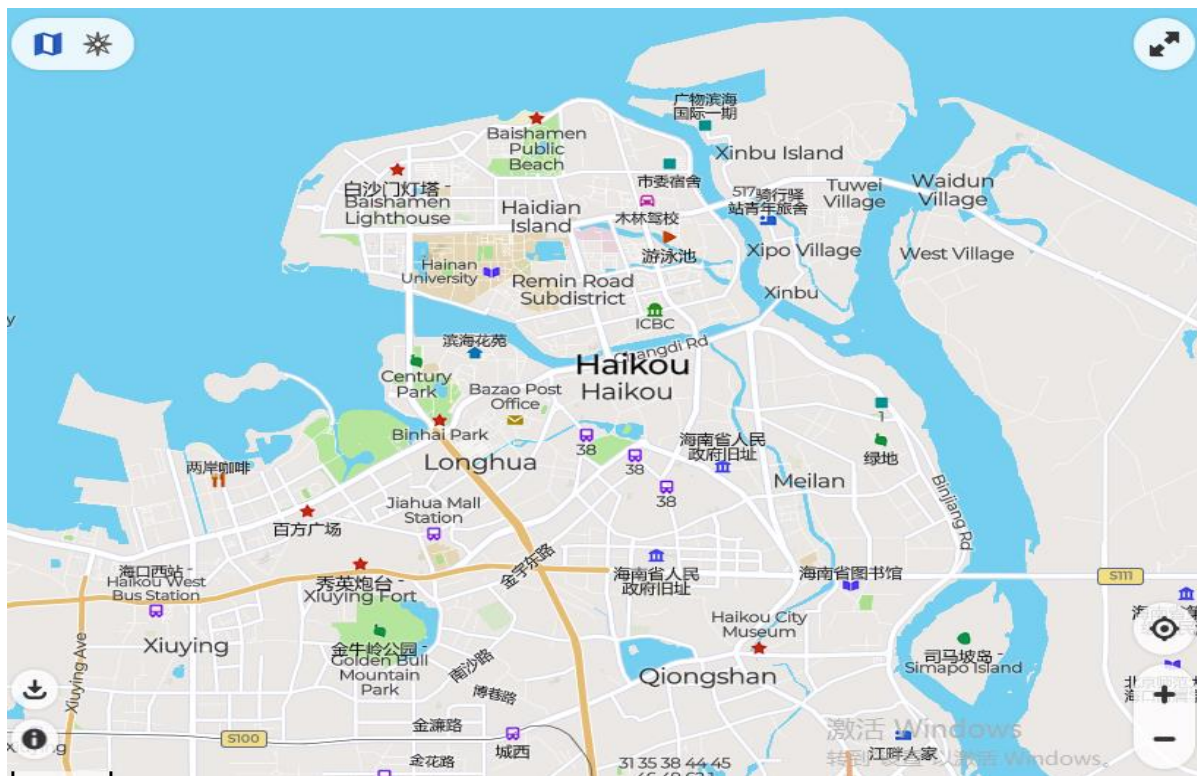 广物滨海
国际一期
Baishamen
Public
Beach
Xinbu Island
市委宿舍
白沙门灯塔 -
Baishamen
Lighthouse
517骑行驿
站青年旅舍
Tuwei
Village
Waidun
Village
Haidian
Island
木林驾校
游泳池
Xipo Village
West Village
Hainan
University
Remin Road
Subdistrict
Xinbu
ICBC
滨海花苑
Haikou
Haikou
Century
Park
Bazao Post
Office
1
Binhai Park
38
38
38
海南省人民
政府旧址
绿地
Longhua
两岸咖啡
Meilan
Binjiang Rd
Jiahua Mall
Station
百方广场
金宇东路
海口西站 -
Haikou West
Bus Station
秀英炮台 -
Xiuying Fort
海南省人民
政府旧址
海南省图书馆
S111
Haikou City
Museum
Xiuying
Xiuying Ave
金牛岭公园 -
Golden Bull
Mountain
Park
南沙路
博巷路
Qiongshan
司马坡岛 -
Simapo Island
金濂路
S100
城西
金花路
江畔人家
激活 Windows
31 35 38 44 45